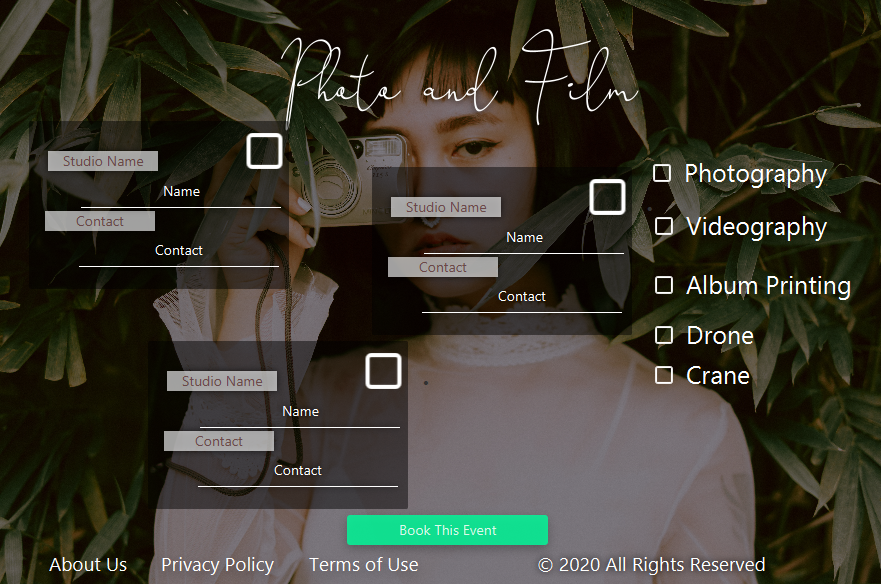 Photo and Film
Studio Name
Name
Contact
Contact
Studio Name
Name
Contact
Contact
Studio Name
Name
Contact
Contact
Photography
Videography
Album Printing
Drone
Crane
Book This Event
About Us Privacy Policy Terms of Use © 2020 All Rights Reserved